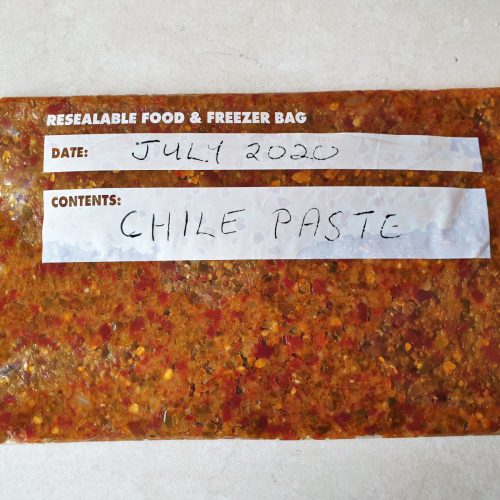 RESEALABLE FOOD & FREEZER BAG
DATE: JULY 2020
CONTENTS:
CHILE PASTE